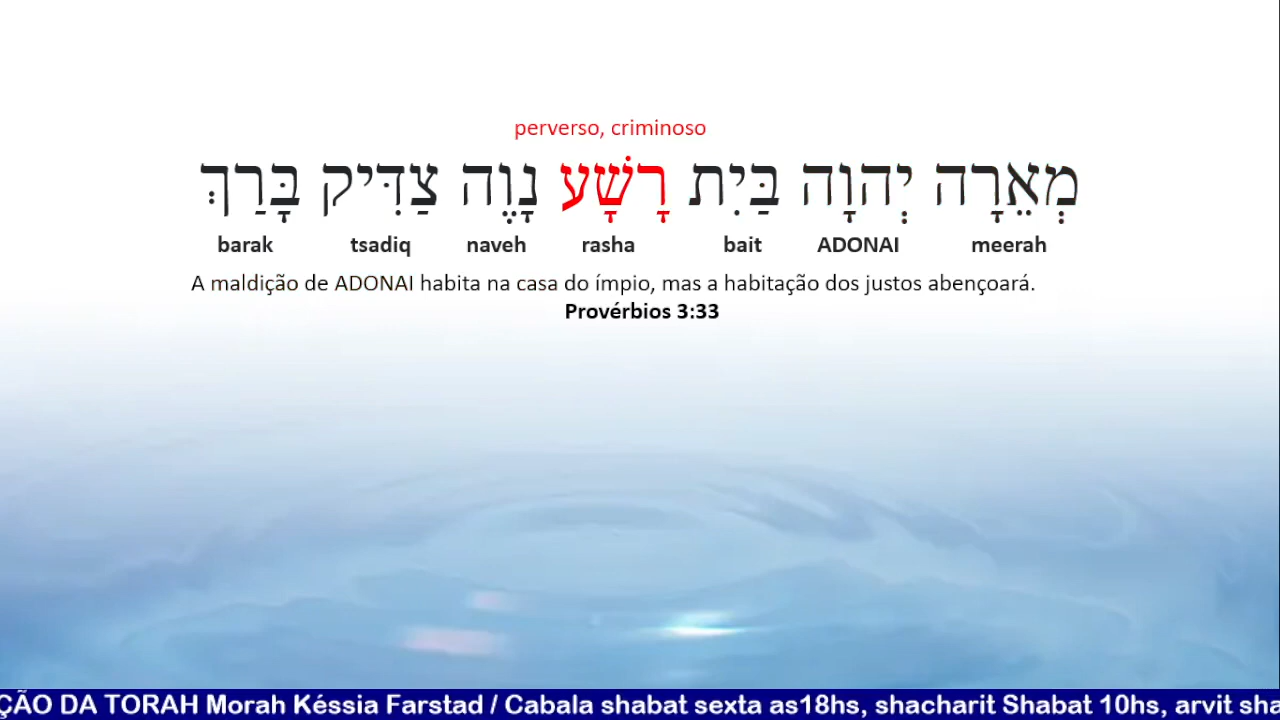 perverso, criminoso
מְאֵרָה יְהוָה בַּיִת רָשָׁע נָוֶה צַדִּיק בָּרַךְ
barak tsadiq naveh rasha bait ADONAI meerah
A maldição de ADONAI habita na casa do ímpio, mas a habitação dos justos abençoará.
Provérbios 3:33
ÇÃO DA TORAH Morah Késsia Farstad / Cabala shabat sexta as18hs, shacharit Shabat 10hs, arvit sha